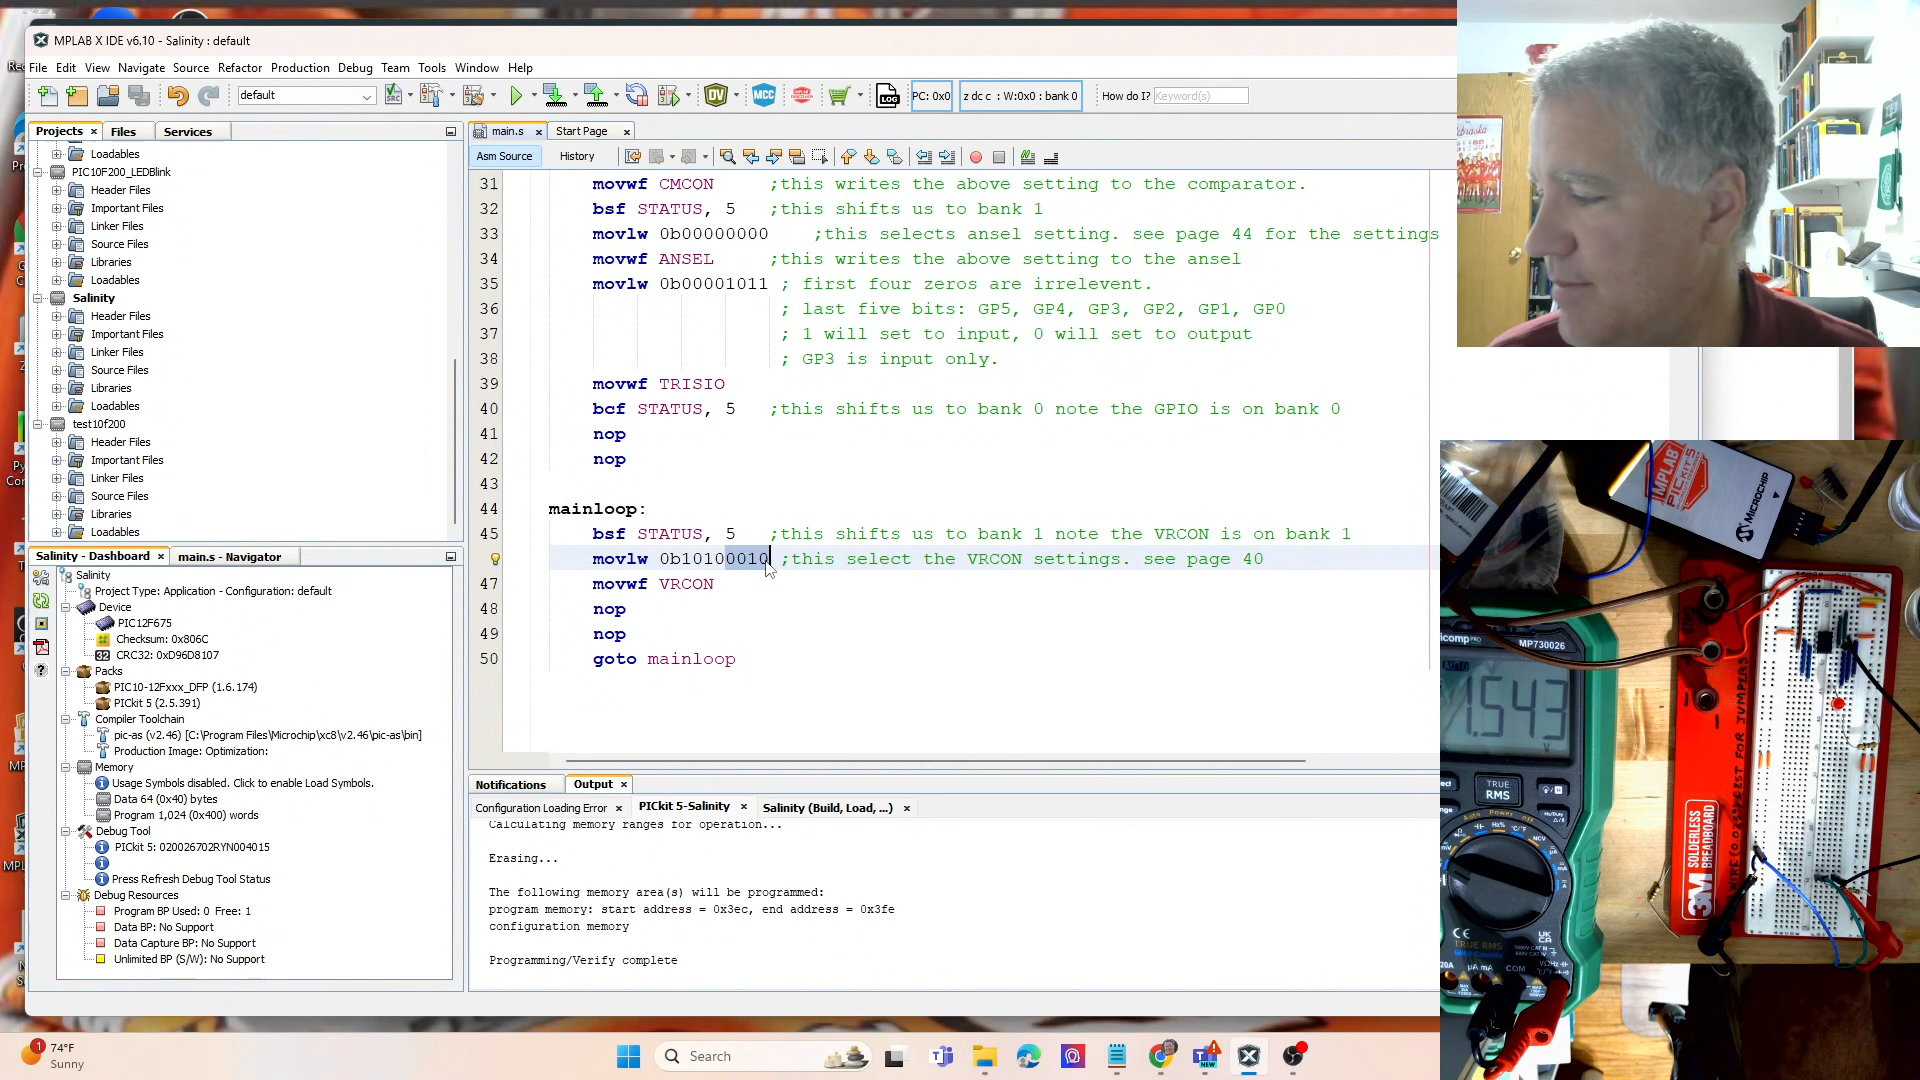 MPLAB X IDE v6.10 - Salinity : default
File Edit View Navigate Source Refactor Production Debug Team Tools Window Help
default
PC: 0x0
z dc c : W:0x0 : bank 0
How do I? Keyword(s)
Projects Files Services
Loadables
PIC10F200_LEDBlink
Header Files
Important Files
Linker Files
Source Files
Libraries
Loadables
Salinity
Header Files
Important Files
Linker Files
Source Files
Libraries
Loadables
test10f200
Header Files
Important Files
Linker Files
Source Files
Libraries
Loadables
main.s Start Page
Asm Source History
31 movwf CMCON ;this writes the above setting to the comparator.
32 bsf STATUS, 5 ;this shifts us to bank 1
33 movlw 0b00000000 ;this selects ansel setting. see page 44 for the settings
34 movwf ANSEL ;this writes the above setting to the ansel
35 movlw 0b00001011 ; first four zeros are irrelevent.
36 ; last five bits: GP5, GP4, GP3, GP2, GP1, GP0
37 ; 1 will set to input, 0 will set to output
38 ; GP3 is input only.
39 movwf TRISIO
40 bcf STATUS, 5 ;this shifts us to bank 0 note the GPIO is on bank 0
41 nop
42 nop
43
44 mainloop:
45 bsf STATUS, 5 ;this shifts us to bank 1 note the VRCON is on bank 1
movlw 0b10100010 ;this select the VRCON settings. see page 40
47 movwf VRCON
48 nop
49 nop
50 goto mainloop
Salinity - Dashboard main.s - Navigator
Salinity
Project Type: Application - Configuration: default
Device
PIC12F675
Checksum: 0x806C
CRC32: 0xD96D8107
Packs
PIC10-12Fxxx_DFP (1.6.174)
PICkit 5 (2.5.391)
Compiler Toolchain
pic-as (v2.46) [C:\Program Files\Microchip\xc8\v2.46\pic-as\bin]
Production Image: Optimization:
Memory
Usage Symbols disabled. Click to enable Load Symbols.
Data 64 (0x40) bytes
Program 1,024 (0x400) words
Debug Tool
PICkit 5: 020026702RYN004015
Press Refresh Debug Tool Status
Debug Resources
Program BP Used: 0 Free: 1
Data BP: No Support
Data Capture BP: No Support
Unlimited BP (S/W): No Support
Notifications Output
Configuration Loading Error PICkit 5-Salinity Salinity (Build, Load, ...)
Calculating memory ranges for operation...
Erasing...
The following memory area(s) will be programmed:
program memory: start address = 0x3ec, end address = 0x3fe
configuration memory
Programming/Verify complete
74°F
Sunny
Search
MPLAB
PICKIT 5
MICROCHIP
MP730026
1.543
V
TRUE
RMS
3M SOLDERLESS
BREADBOARD
TRUE RMS
COM